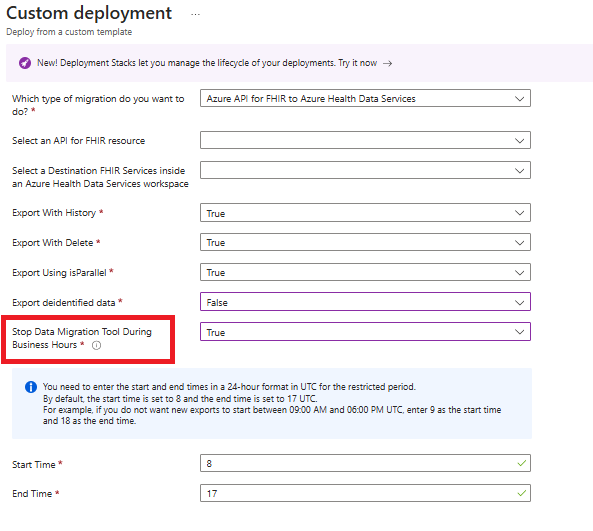 Custom deployment ...
Deploy from a custom template
New! Deployment Stacks let you manage the lifecycle of your deployments. Try it now →
Which type of migration do you want to
do? *
Azure API for FHIR to Azure Health Data Services
Select an API for FHIR resource
Select a Destination FHIR Services inside
an Azure Health Data Services workspace
Export With History *
True
Export With Delete *
True
Export Using isParallel *
True
Export deidentified data *
False
Stop Data Migration Tool During
Business Hours *
True
You need to enter the start and end times in a 24-hour format in UTC for the restricted period.
By default, the start time is set to 8 and the end time is set to 17 UTC.
For example, if you do not want new exports to start between 09:00 AM and 06:00 PM UTC, enter 9 as the start time
and 18 as the end time.
Start Time *
8
End Time *
17